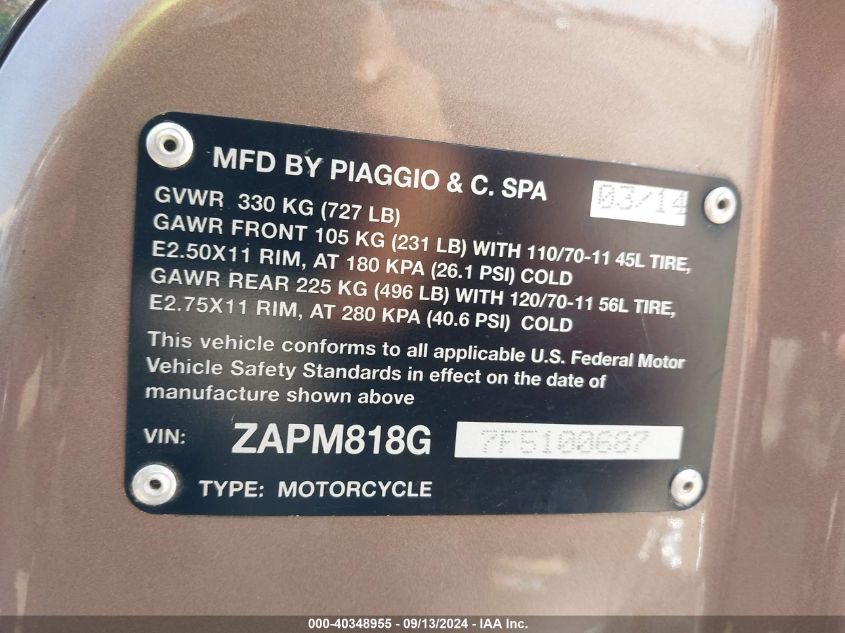 MFD BY PIAGGIO & C. SPA 03/14
GVWR 330 KG (727 LB)
GAWR FRONT 105 KG (231 LB) WITH 110/70-11 45L TIRE,
E2.50X11 RIM, AT 180 KPA (26.1 PSI) COLD
GAWR REAR 225 KG (496 LB) WITH 120/70-11 56L TIRE,
E2.75X11 RIM, AT 280 KPA (40.6 PSI) COLD
This vehicle conforms to all applicable U.S. Federal Motor
Vehicle Safety Standards in effect on the date of
manufacture shown above
VIN: ZAPM818G 7F5100687
TYPE: MOTORCYCLE
000-40348955 - 09/13/2024 - IAA Inc.